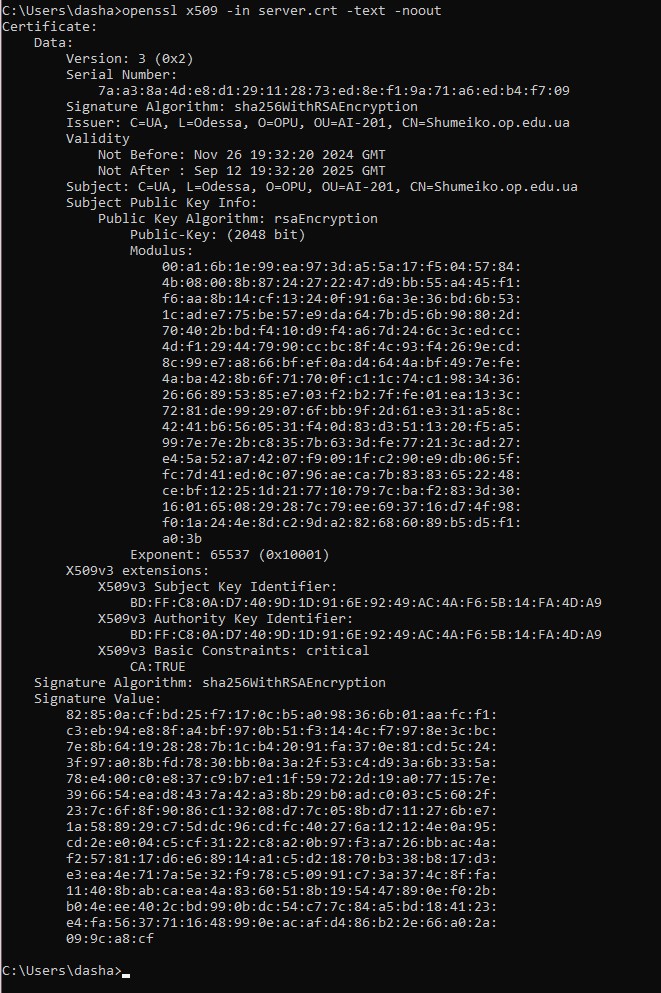 C:\Users\dasha>openssl x509 -in server.crt -text -noout
Certificate:
Data:
Version: 3 (0x2)
Serial Number:
7a:a3:8a:4d:e8:d1:29:11:28:73:ed:8e:f1:9a:71:a6:ed:b4:f7:09
Signature Algorithm: sha256WithRSAEncryption
Issuer: C=UA, L=Odessa, O=OPU, OU=AI-201, CN=Shumeiko.op.edu.ua
Validity
Not Before: Nov 26 19:32:20 2024 GMT
Not After : Sep 12 19:32:20 2025 GMT
Subject: C=UA, L=Odessa, O=OPU, OU=AI-201, CN=Shumeiko.op.edu.ua
Subject Public Key Info:
Public Key Algorithm: rsaEncryption
Public-Key: (2048 bit)
Modulus:
00:a1:6b:1e:99:ea:97:3d:a5:5a:17:f5:04:57:84:
4b:08:00:8b:87:24:27:22:47:d9:bb:55:a4:45:f1:
f6:aa:8b:14:cf:13:24:0f:91:6a:3e:36:bd:6b:53:
1c:ad:e7:75:be:57:e9:da:64:7b:d5:6b:90:80:2d:
70:40:2b:bd:f4:10:d9:f4:a6:7d:24:6c:3c:ed:cc:
4d:f1:29:44:79:90:cc:bc:8f:4c:93:f4:26:9e:cd:
8c:99:e7:a8:66:bf:ef:0a:d4:64:4a:bf:49:7e:fe:
4a:ba:42:8b:6f:71:70:0f:c1:1c:74:c1:98:34:36:
26:66:89:53:85:e7:03:f2:b2:7f:fe:01:ea:13:3c:
72:81:de:99:29:07:6f:bb:9f:2d:61:e3:31:a5:8c:
42:41:b6:56:05:31:f4:0d:83:d3:51:13:20:f5:a5:
99:7e:7e:2b:c8:35:7b:63:3d:fe:77:21:3c:ad:27:
e4:5a:52:a7:42:07:f9:09:1f:c2:90:e9:db:06:5f:
fc:7d:41:ed:0c:07:96:ae:ca:7b:83:83:65:22:48:
ce:bf:12:25:1d:21:77:10:79:7c:ba:f2:83:3d:30:
16:01:65:08:29:28:7c:79:ee:69:37:16:d7:4f:98:
f0:1a:24:4e:8d:c2:9d:a2:82:68:60:89:b5:d5:f1:
a0:3b
Exponent: 65537 (0x10001)
X509v3 extensions:
X509v3 Subject Key Identifier:
BD:FF:C8:0A:D7:40:9D:1D:91:6E:92:49:AC:4A:F6:5B:14:FA:4D:A9
X509v3 Authority Key Identifier:
BD:FF:C8:0A:D7:40:9D:1D:91:6E:92:49:AC:4A:F6:5B:14:FA:4D:A9
X509v3 Basic Constraints: critical
CA:TRUE
Signature Algorithm: sha256WithRSAEncryption
Signature Value:
82:85:0a:cf:bd:25:f7:17:0c:b5:a0:98:36:6b:01:aa:fc:f1:
c3:eb:94:e8:8f:a4:bf:97:0b:51:f3:14:4c:f7:97:8e:3c:bc:
7e:8b:64:19:28:28:7b:1c:b4:20:91:fa:37:0e:81:cd:5c:24:
3f:97:a0:8b:fd:78:30:bb:0a:3a:2f:53:c4:d9:3a:6b:33:5a:
78:e4:00:c0:e8:37:c9:b7:e1:1f:59:72:2d:19:a0:77:15:7e:
39:66:54:ea:d8:43:7a:42:a3:8b:29:b0:ad:c0:03:c5:60:2f:
23:7c:6f:8f:90:86:c1:32:08:d7:7c:05:8b:d7:11:27:6b:e7:
1a:58:89:29:c7:5d:dc:96:cd:fc:40:27:6a:12:12:4e:0a:95:
cd:2e:e0:04:c5:cf:31:22:c8:a2:0b:97:f3:a7:26:bb:ac:4a:
f2:57:81:17:d6:e6:89:14:a1:c5:d2:18:70:b3:38:b8:17:d3:
e3:ea:4e:71:7a:5e:32:f9:78:c5:09:91:c7:3a:37:4c:8f:fa:
11:40:8b:ab:ca:ea:4a:83:60:51:8b:19:54:47:89:0e:f0:2b:
b0:4e:ee:40:2c:bd:99:0b:dc:54:c7:7c:84:a5:bd:18:41:23:
e4:fa:56:37:71:16:48:99:0e:ac:af:d4:86:b2:2e:66:a0:2a:
09:9c:a8:cf
C:\Users\dasha>